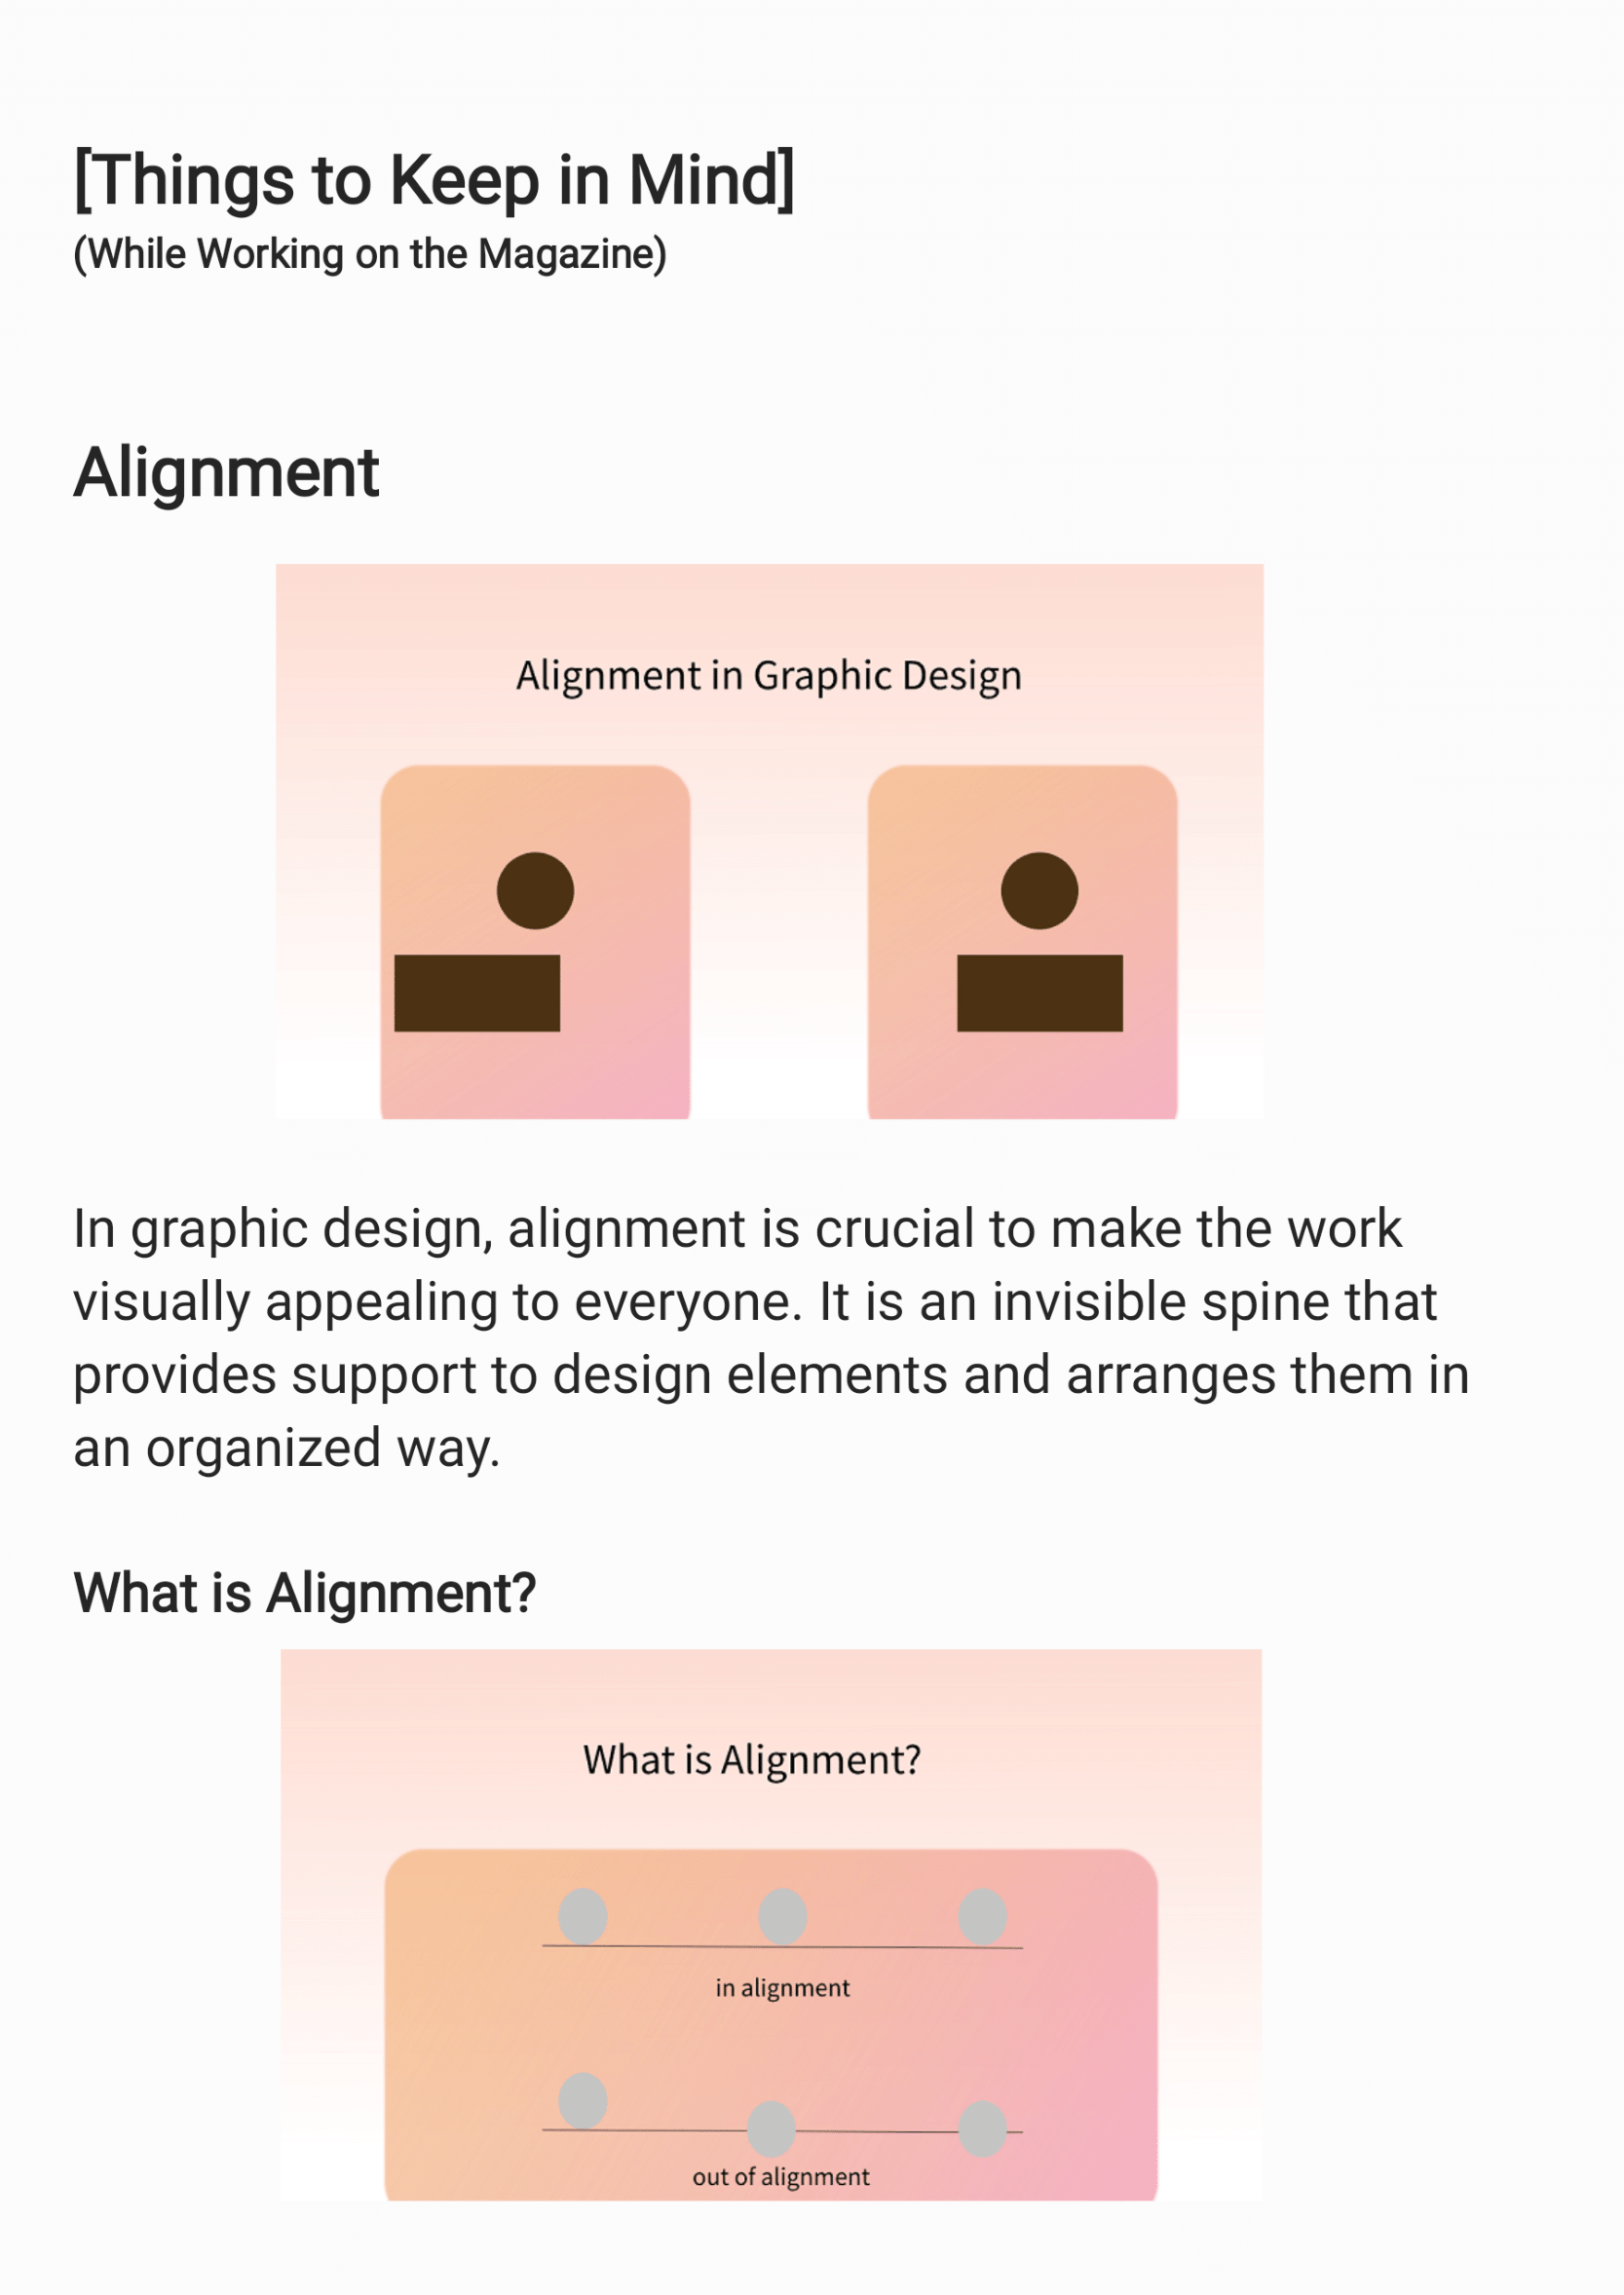 [Things to Keep in Mind]
(While Working on the Magazine)
Alignment
Alignment in Graphic Design
In graphic design, alignment is crucial to make the work
visually appealing to everyone. It is an invisible spine that
provides support to design elements and arranges them in
an organized way.
What is Alignment?
What is Alignment?
in alignment
out of alignment